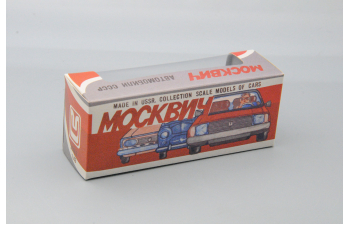 АВТОМОБИЛИ СССР
МОСКВИЧ
MADE IN USSR. COLLECTION SCALE MODELS OF CARS
МОСКВИЧ